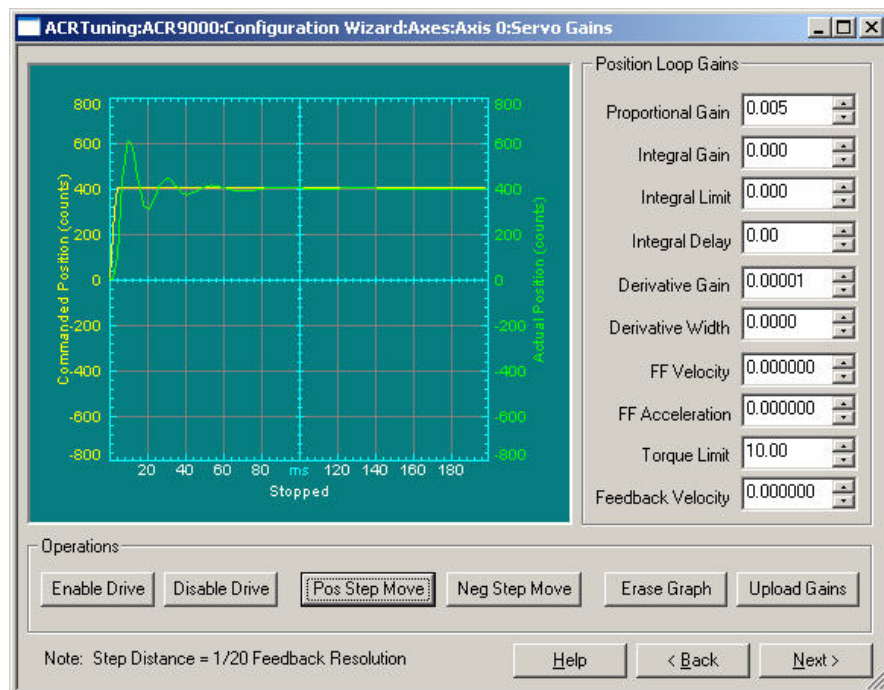 ACRTuning:ACR9000:Configuration Wizard:Axes:Axis 0:Servo Gains
800
600
400
200
0
-200
-400
-600
-800
Commanded Position (counts)
800
600
400
200
0
-200
-400
-600
-800
Actual Position (counts)
20 40 60 80 ms 120 140 160 180
Stopped
Position Loop Gains
Proportional Gain 0.005
Integral Gain 0.000
Integral Limit 0.000
Integral Delay 0.00
Derivative Gain 0.00001
Derivative Width 0.0000
FF Velocity 0.000000
FF Acceleration 0.000000
Torque Limit 10.00
Feedback Velocity 0.000000
Operations
Enable Drive Disable Drive Pos Step Move Neg Step Move Erase Graph Upload Gains
Note: Step Distance = 1/20 Feedback Resolution
Help < Back Next >